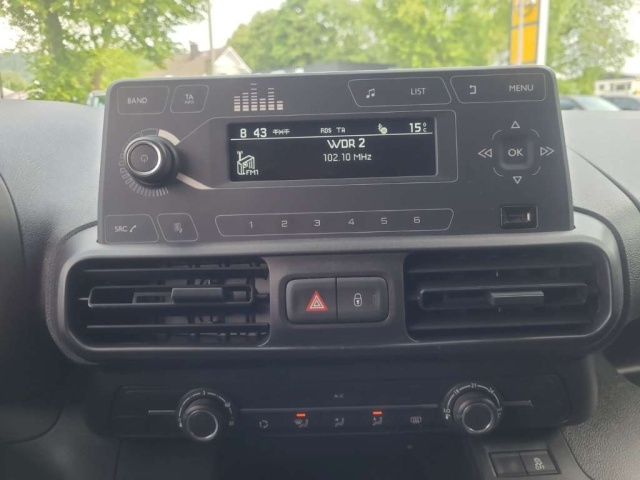 BAND TA LIST MENU
8 43 TXT RDS TA 15°C
WDR 2
102.10 MHz
FM1
OK
SRC 1 2 3 4 5 6